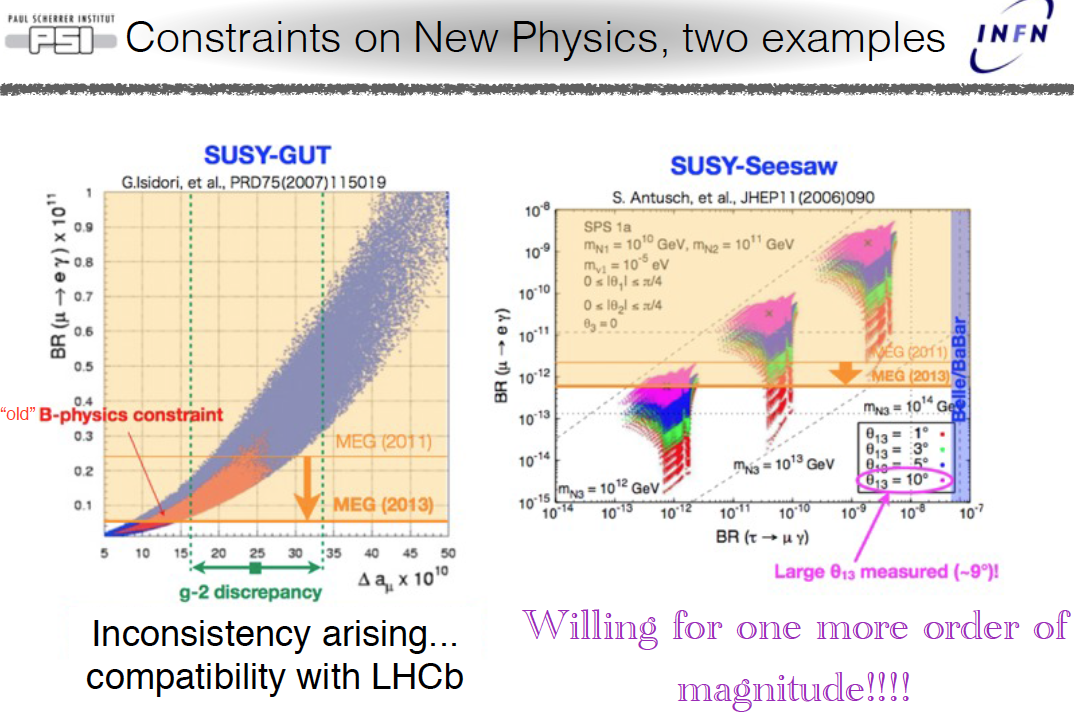 PAUL SCHERRER INSTITUT
PSI
Constraints on New Physics, two examples
INFN
SUSY-GUT
G.Isidori, et al., PRD75(2007)115019
BR (μ → e γ) x 10¹¹
1
0.9
0.8
0.7
0.6
0.5
0.4
0.3
0.2
0.1
"old" B-physics constraint
MEG (2011)
MEG (2013)
5 10 15 20 25 30 35 40 45 50
Δ aμ x 10¹⁰
g-2 discrepancy
Inconsistency arising...
compatibility with LHCb
SUSY-Seesaw
S. Antusch, et al., JHEP11(2006)090
BR (μ → e γ)
10⁻⁸
10⁻⁹
10⁻¹⁰
10⁻¹¹
10⁻¹²
10⁻¹³
10⁻¹⁴
10⁻¹⁵
SPS 1a
mN1 = 10¹⁰ GeV, mN2 = 10¹¹ GeV
mν1 = 10⁻⁵ eV
0 ≤ |θ₁| ≤ π/4
0 ≤ |θ₂| ≤ π/4
θ₃ = 0
MEG (2011)
MEG (2013)
Belle/BaBar
mN3 = 10¹⁴ GeV
mN3 = 10¹³ GeV
mN3 = 10¹² GeV
θ₁₃ = 1°
θ₁₃ = 3°
θ₁₃ = 5°
θ₁₃ = 10°
10⁻¹⁴ 10⁻¹³ 10⁻¹² 10⁻¹¹ 10⁻¹⁰ 10⁻⁹ 10⁻⁸ 10⁻⁷
BR (τ → μ γ)
Large θ₁₃ measured (~9°)!
Willing for one more order of
magnitude!!!!